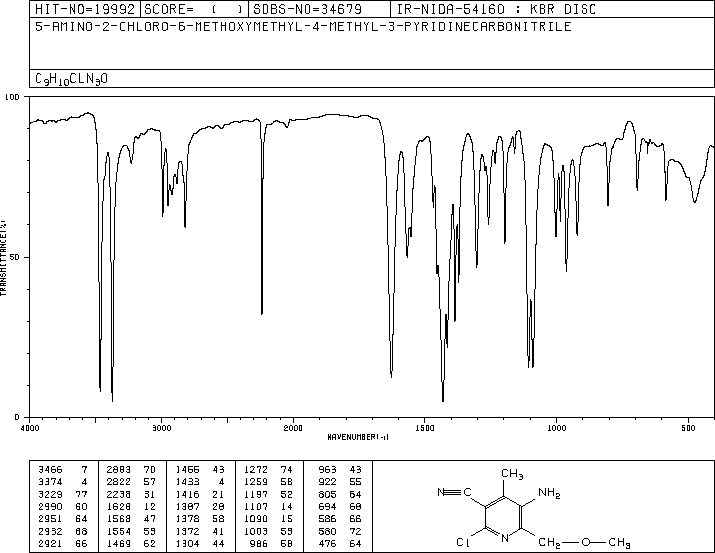 HIT-NO=19992 SCORE= ( ) SDBS-NO=34679 IR-NIDA-54160 : KBR DISC
5-AMINO-2-CHLORO-6-METHOXYMETHYL-4-METHYL-3-PYRIDINECARBONITRILE
C9H10CLN3O
100
50
0
TRANSMITTANCE(%)
4000 3000 2000 1500 1000 500
WAVENUMBER(-1)
3466 7 2883 70 1466 43 1272 74 963 43
3374 4 2822 57 1433 4 1259 58 922 55
3229 77 2238 31 1416 21 1197 52 805 64
2990 60 1628 12 1387 28 1107 14 694 68
2951 64 1568 47 1378 58 1090 15 586 66
2932 68 1554 55 1372 41 1003 55 580 72
2921 66 1469 62 1304 44 986 58 476 64
CH3
N≡C NH2
Cl N CH2 O CH3